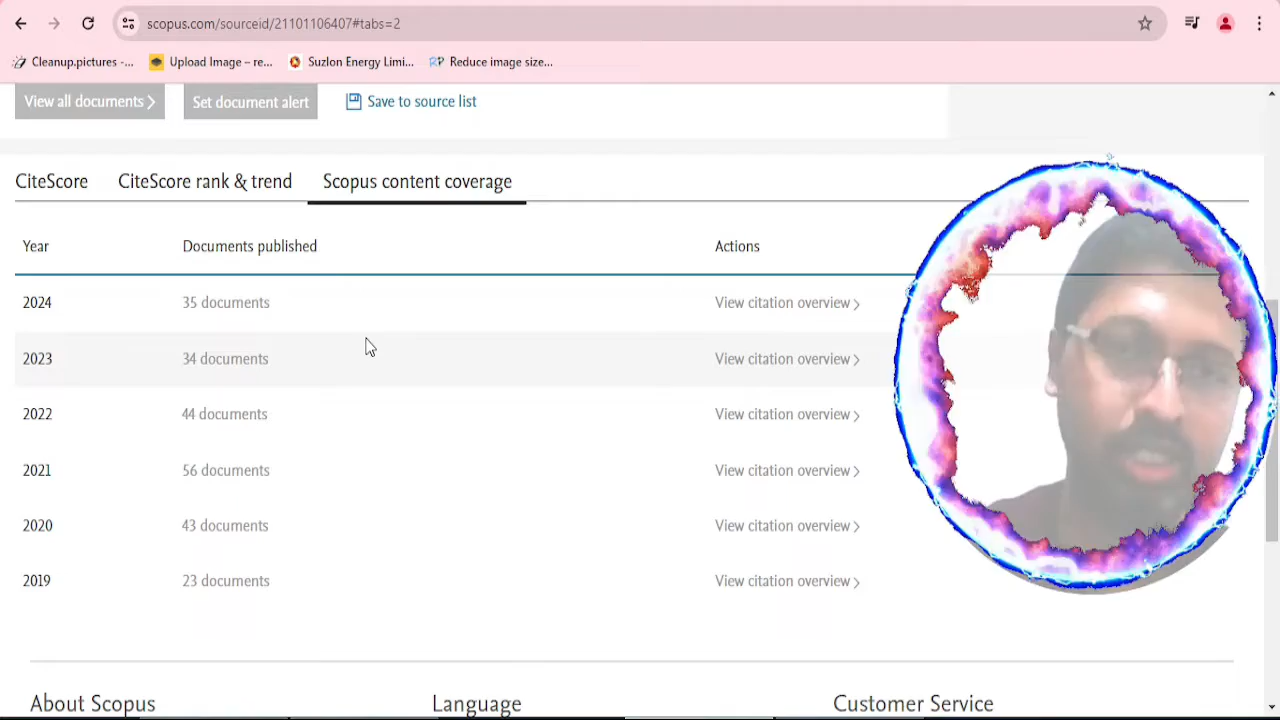 scopus.com/sourceid/21101106407#tabs=2
Cleanup.pictures -... Upload Image – re... Suzlon Energy Limi... Reduce image size...
View all documents Set document alert Save to source list
CiteScore CiteScore rank & trend Scopus content coverage
Year Documents published Actions
2024 35 documents View citation overview
2023 34 documents View citation overview
2022 44 documents View citation overview
2021 56 documents View citation overview
2020 43 documents View citation overview
2019 23 documents View citation overview
About Scopus Language Customer Service